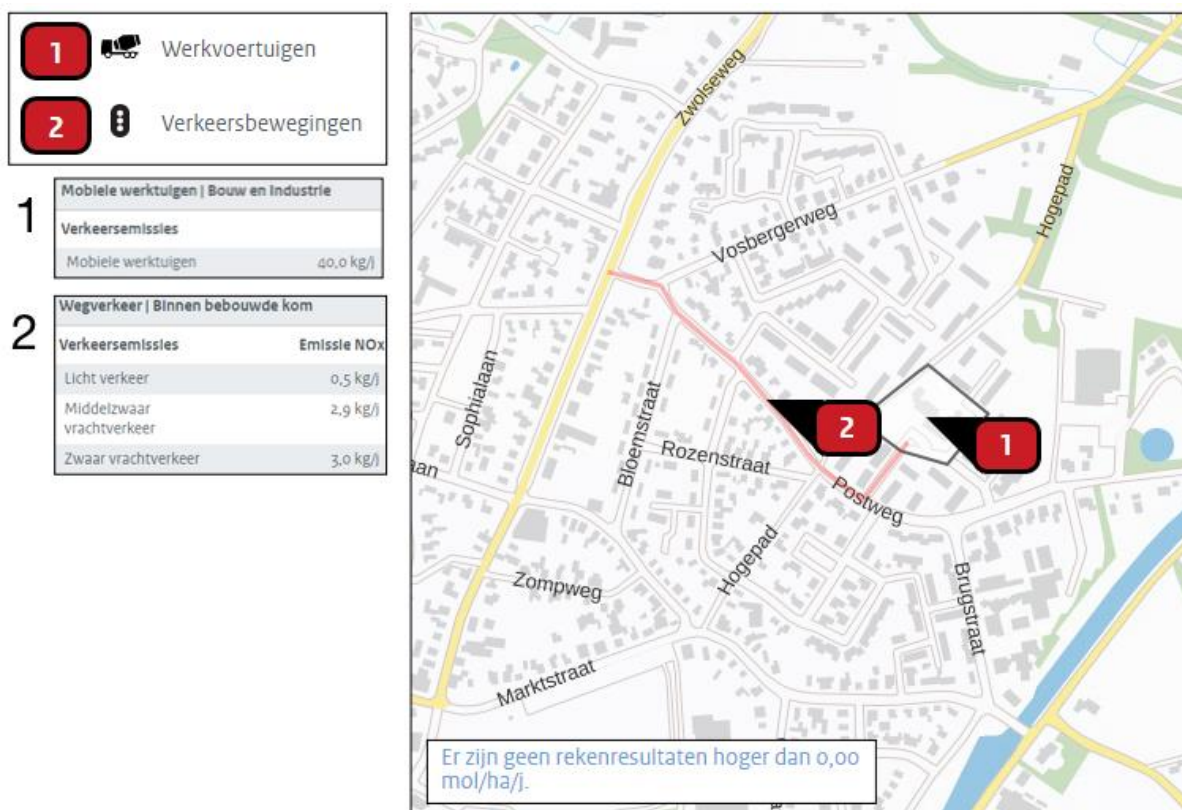 1 Werkvoertuigen
2 Verkeersbewegingen
1
Mobiele werktuigen | Bouw en Industrie
Verkeersemissies
Mobiele werktuigen 40,0 kg/j
2
Wegverkeer | Binnen bebouwde kom
Verkeersemissies Emissie NOx
Licht verkeer 0,5 kg/j
Middelzwaar 2,9 kg/j
vrachtverkeer
Zwaar vrachtverkeer 3,0 kg/j
Zwolseweg
Hogepad
Vosbergerweg
Sophialaan
Bloemstraat
2
1
Rozenstraat
aan
Postweg
Hogepad
Zompweg
Brugstraat
Marktstraat
Er zijn geen rekenresultaten hoger dan 0,00
mol/ha/j.